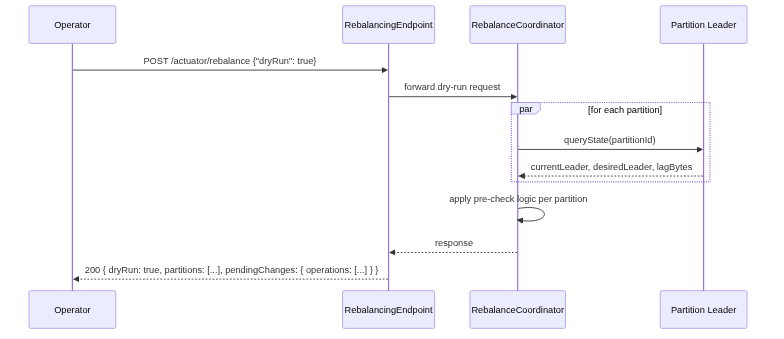 Operator
RebalancingEndpoint
RebalanceCoordinator
Partition Leader
POST /actuator/rebalance {"dryRun": true}
forward dry-run request
par
[for each partition]
queryState(partitionId)
currentLeader, desiredLeader, lagBytes
apply pre-check logic per partition
response
200 { dryRun: true, partitions: [...], pendingChanges: { operations: [...] } }
Operator
RebalancingEndpoint
RebalanceCoordinator
Partition Leader